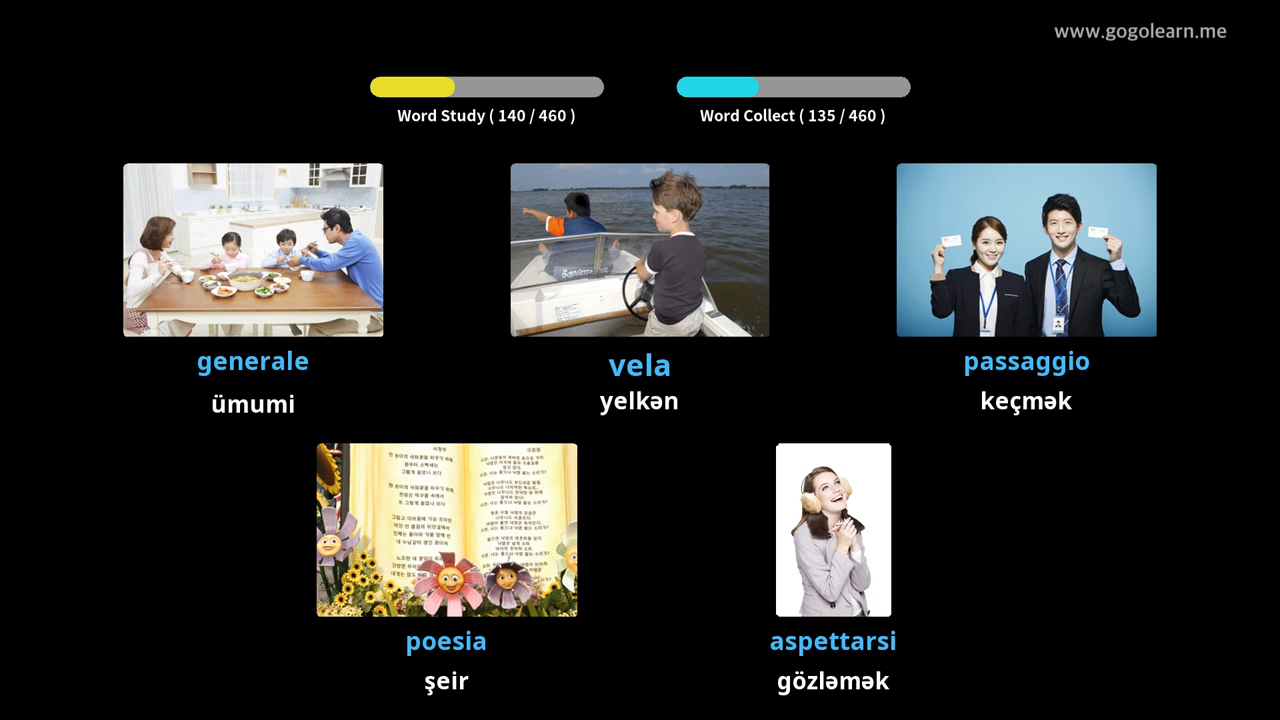 www.gogolearn.me
Word Study ( 140 / 460 )
Word Collect ( 135 / 460 )
generale
ümumi
vela
yelkən
passaggio
keçmək
poesia
şeir
aspettarsi
gözləmək